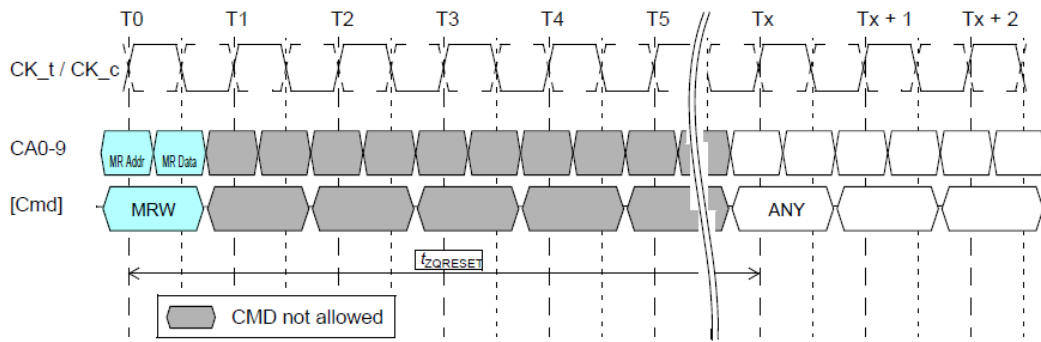 T0 T1 T2 T3 T4 T5 Tx Tx + 1 Tx + 2
CK_t / CK_c
CA0-9 MR Addr MR Data
[Cmd] MRW ANY
tZQRESET
CMD not allowed